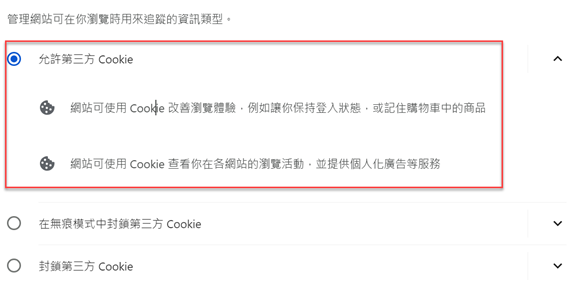 管理網站可在你瀏覽時用來追蹤的資訊類型。
允許第三方 Cookie
網站可使用 Cookie 改善瀏覽體驗，例如讓你保持登入狀態，或記住購物車中的商品
網站可使用 Cookie 查看你在各網站的瀏覽活動，並提供個人化廣告等服務
在無痕模式中封鎖第三方 Cookie
封鎖第三方 Cookie